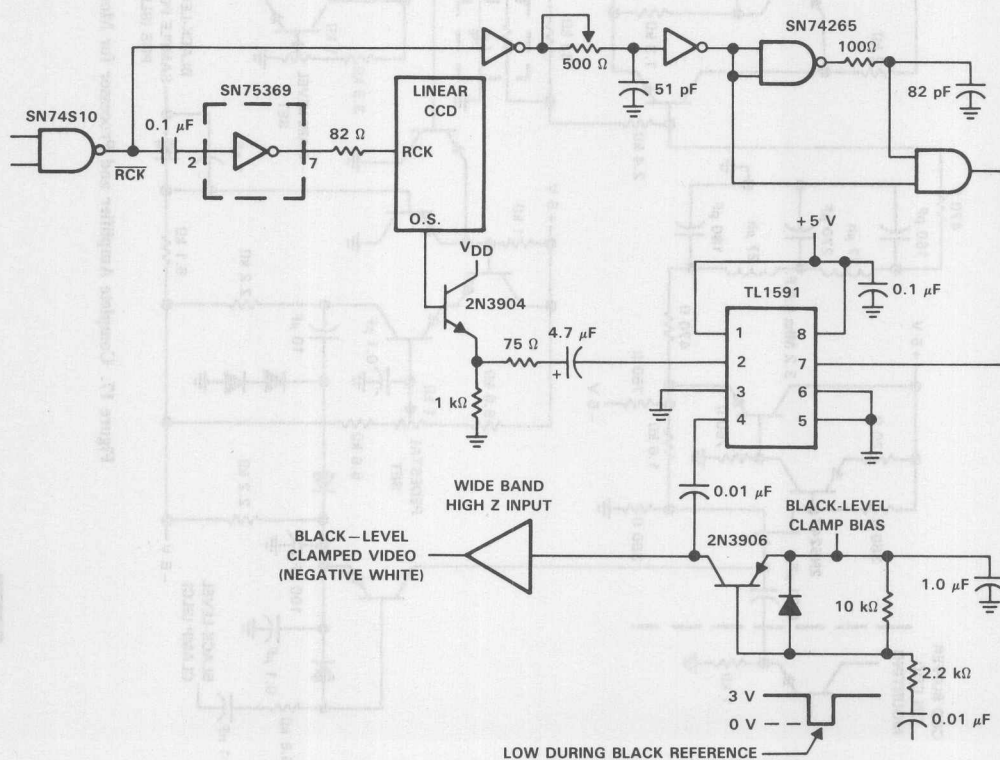 SN74265
100Ω
500 Ω
51 pF
82 pF
SN74S10
0.1 μF
SN75369
2
7
82 Ω
LINEAR
CCD
RCK
RCK
O.S.
VDD
2N3904
75 Ω
4.7 μF
+
1 kΩ
+5 V
TL1591
0.1 μF
1
8
2
7
3
6
4
5
0.01 μF
WIDE BAND
HIGH Z INPUT
BLACK-LEVEL
CLAMP BIAS
BLACK—LEVEL
CLAMPED VIDEO
(NEGATIVE WHITE)
2N3906
1.0 μF
10 kΩ
2.2 kΩ
3 V
0 V
0.01 μF
LOW DURING BLACK REFERENCE